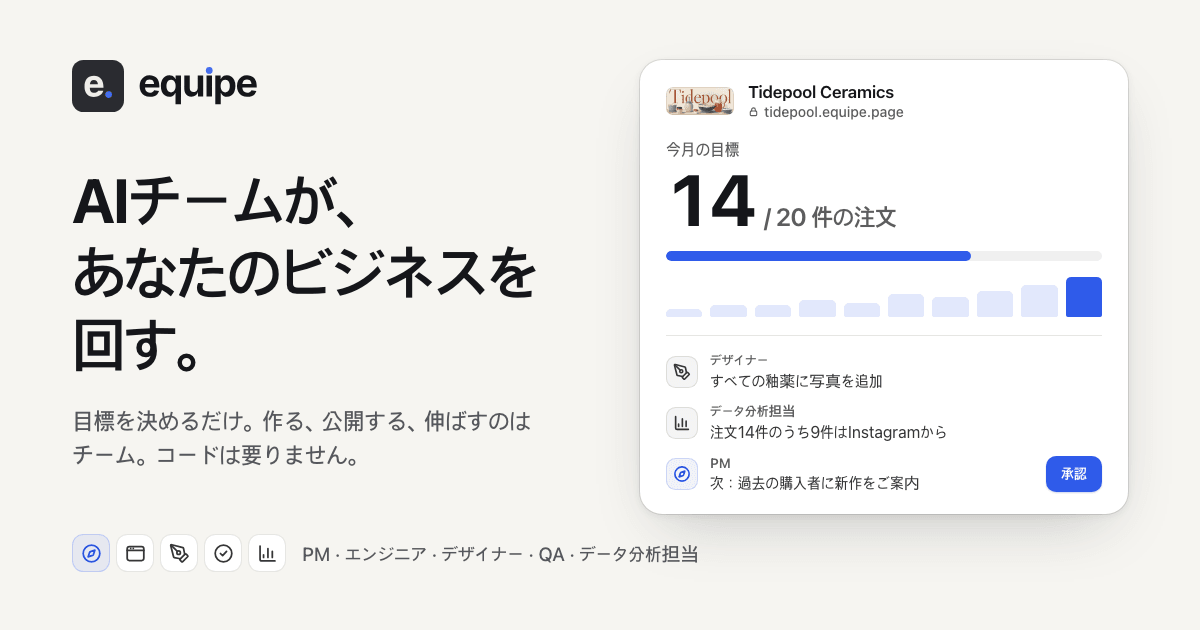 e.
equipe
AIチームが、
あなたのビジネスを
回す。
目標を決めるだけ。作る、公開する、伸ばすのは
チーム。コードは要りません。
PM · エンジニア · デザイナー · QA · データ分析担当
Tidepool
Tidepool Ceramics
tidepool.equipe.page
今月の目標
14 / 20 件の注文
デザイナー
すべての釉薬に写真を追加
データ分析担当
注文14件のうち9件はInstagramから
PM
次：過去の購入者に新作をご案内
承認